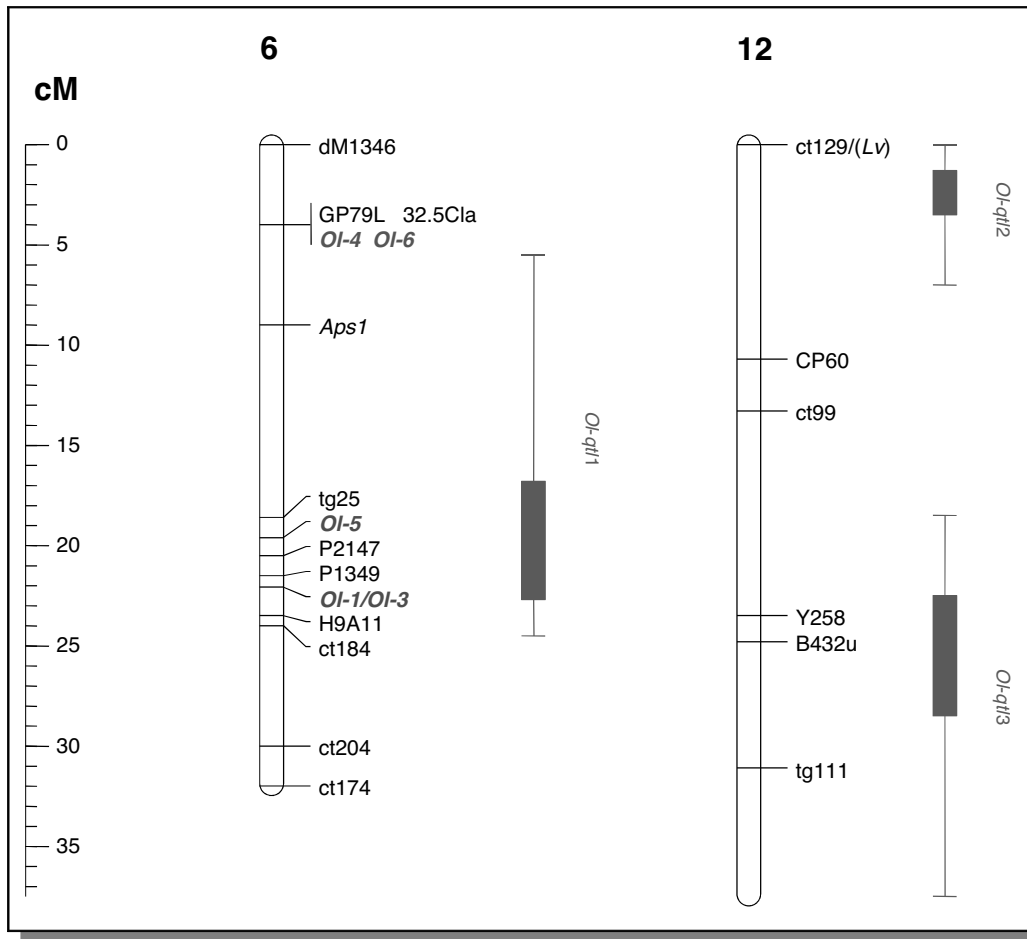 6
12
cM
0
5
10
15
20
25
30
35
dM1346
GP79L 32.5Cla
Ol-4 Ol-6
Aps1
tg25
Ol-5
P2147
P1349
Ol-1/Ol-3
H9A11
ct184
ct204
ct174
Ol-qtl1
ct129/(Lv)
CP60
ct99
Y258
B432u
tg111
Ol-qtl2
Ol-qtl3